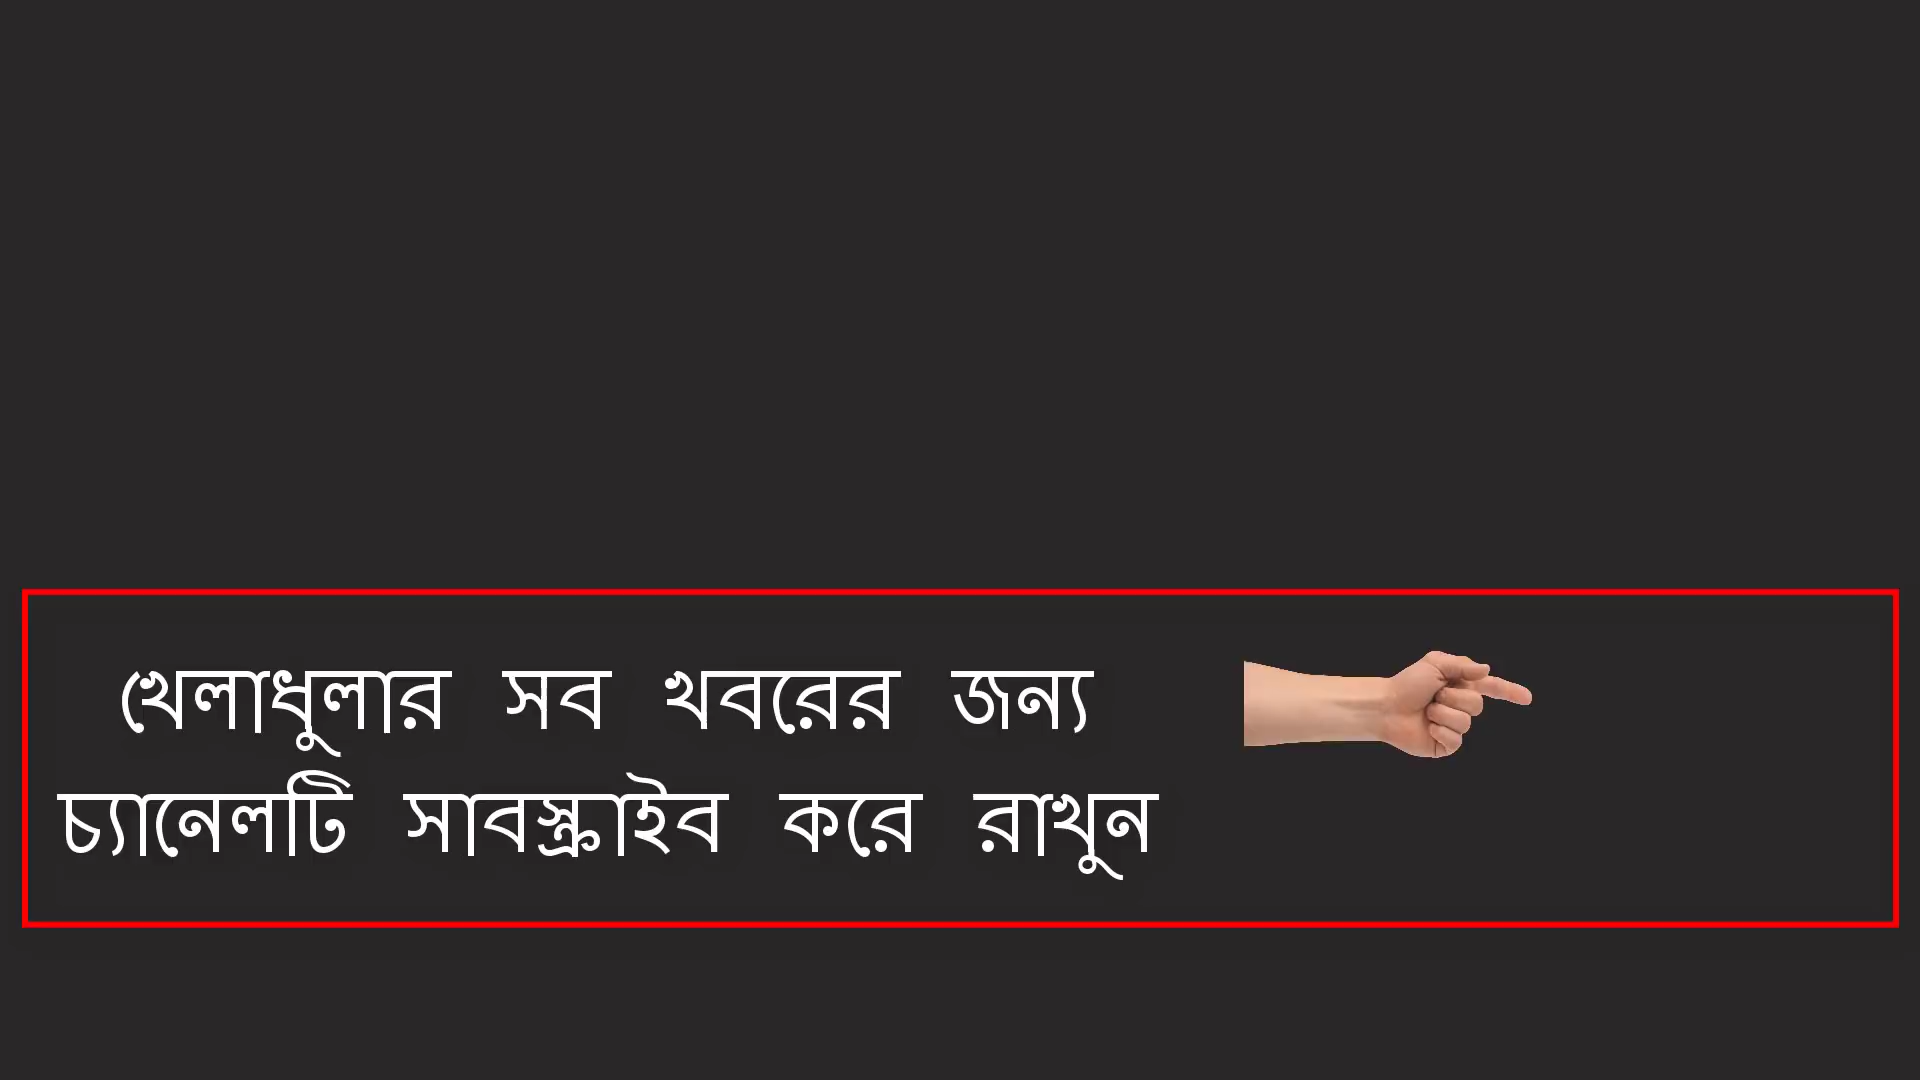 খেলাধুলার সব খবরের জন্য
চ্যানেলটি সাবস্ক্রাইব করে রাখুন